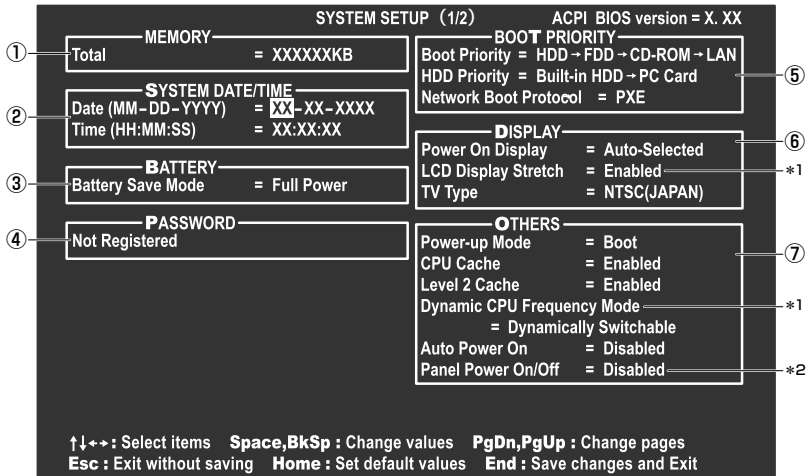 SYSTEM SETUP (1/2) ACPI BIOS version = X. XX
① MEMORY
Total = XXXXXXKB
② SYSTEM DATE/TIME
Date (MM-DD-YYYY) = XX-XX-XXXX
Time (HH:MM:SS) = XX:XX:XX
③ BATTERY
Battery Save Mode = Full Power
④ PASSWORD
Not Registered
BOOT PRIORITY
Boot Priority = HDD→FDD→CD-ROM→LAN
HDD Priority = Built-in HDD→PC Card ⑤
Network Boot Protocol = PXE
DISPLAY
Power On Display = Auto-Selected ⑥
LCD Display Stretch = Enabled *1
TV Type = NTSC(JAPAN)
OTHERS
Power-up Mode = Boot ⑦
CPU Cache = Enabled
Level 2 Cache = Enabled
Dynamic CPU Frequency Mode *1
= Dynamically Switchable
Auto Power On = Disabled
Panel Power On/Off = Disabled *2
↑↓←→: Select items Space,BkSp : Change values PgDn,PgUp : Change pages
Esc : Exit without saving Home : Set default values End : Save changes and Exit